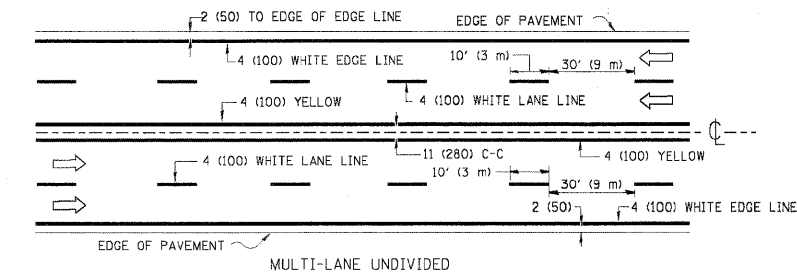 2 (50) TO EDGE OF EDGE LINE
EDGE OF PAVEMENT
4 (100) WHITE EDGE LINE
10' (3 m)
30' (9 m)
4 (100) YELLOW
4 (100) WHITE LANE LINE
℄
4 (100) WHITE LANE LINE
11 (280) C-C
4 (100) YELLOW
10' (3 m)
30' (9 m)
2 (50)
4 (100) WHITE EDGE LINE
EDGE OF PAVEMENT
MULTI-LANE UNDIVIDED